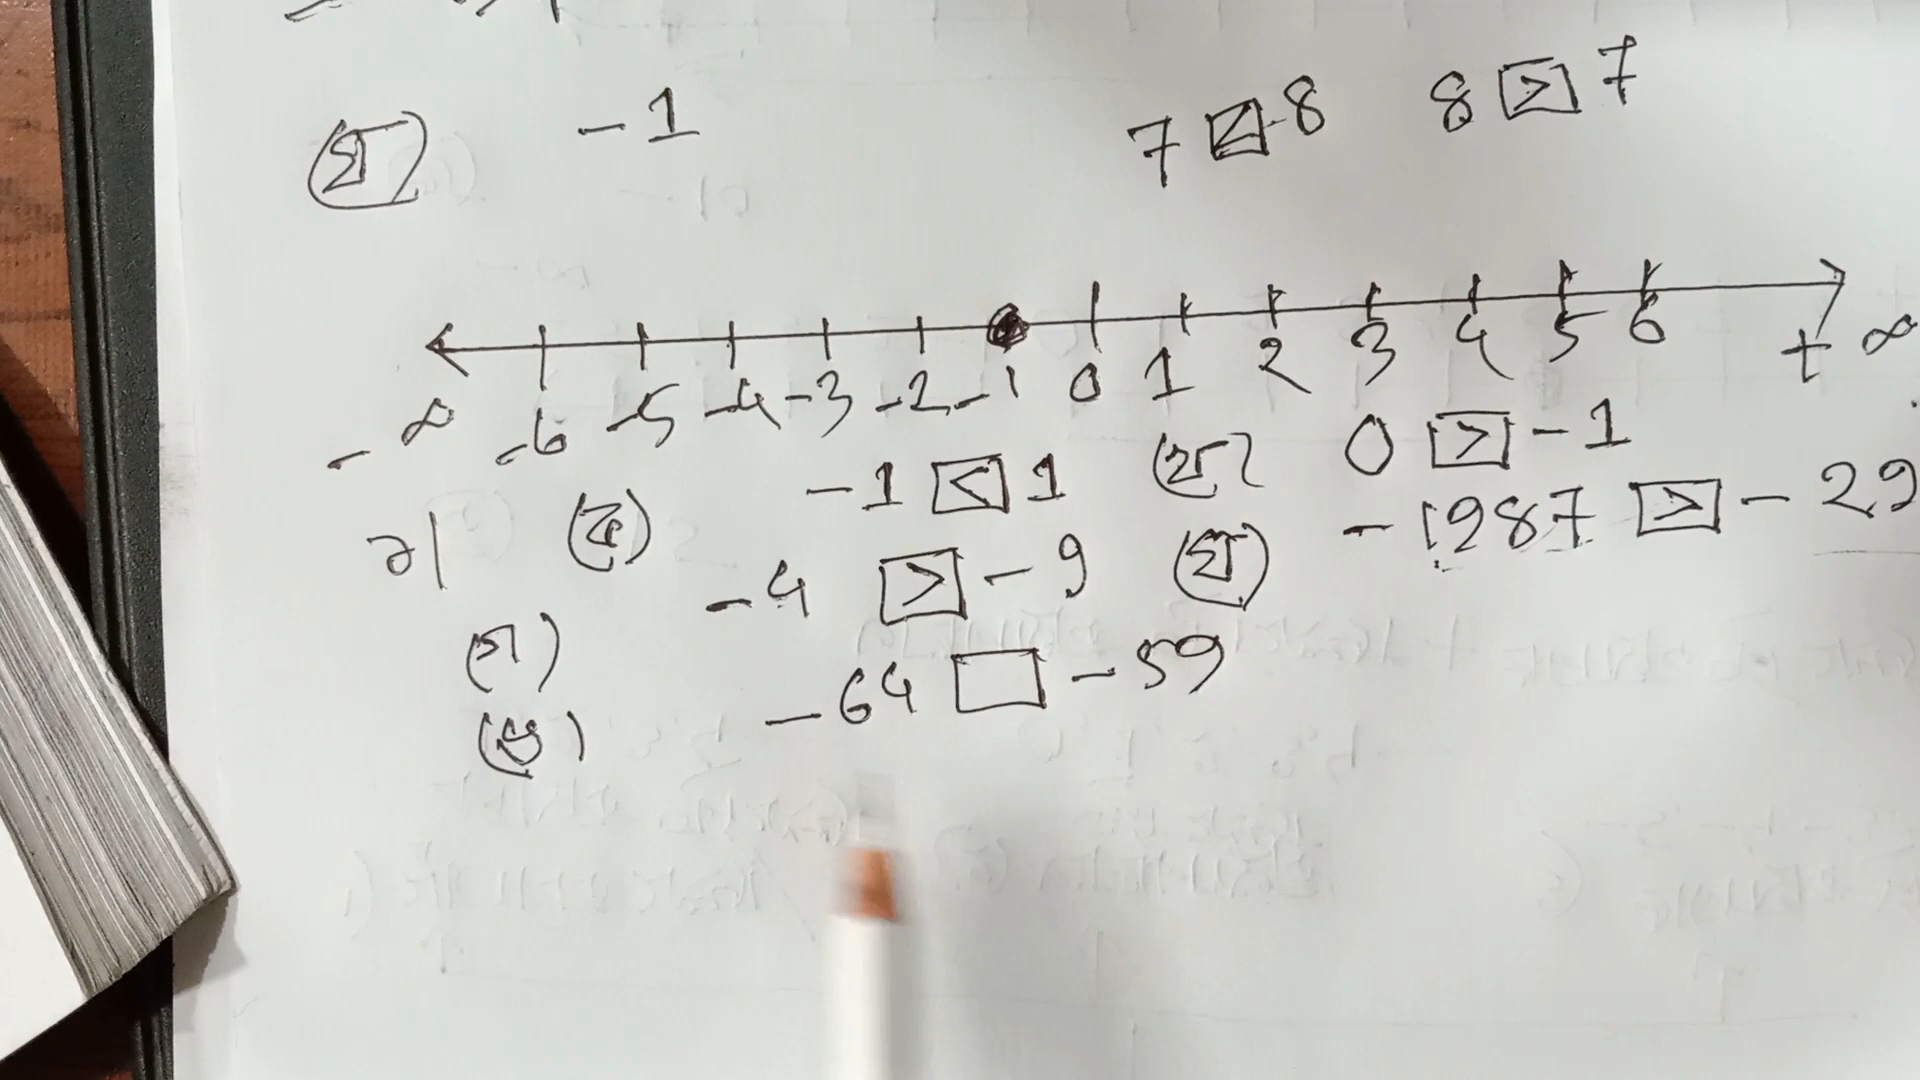 (ঘ) -1 7 < 8 8 > 7
-∞ -6 -5 -4 -3 -2 -1 0 1 2 3 4 5 6 +∞
-1 < 1 (খ) 0 > -1
২। (ক)
-4 > -9 (ঘ) -1987 > -29
(গ)
-64 □ -59
(ঙ)